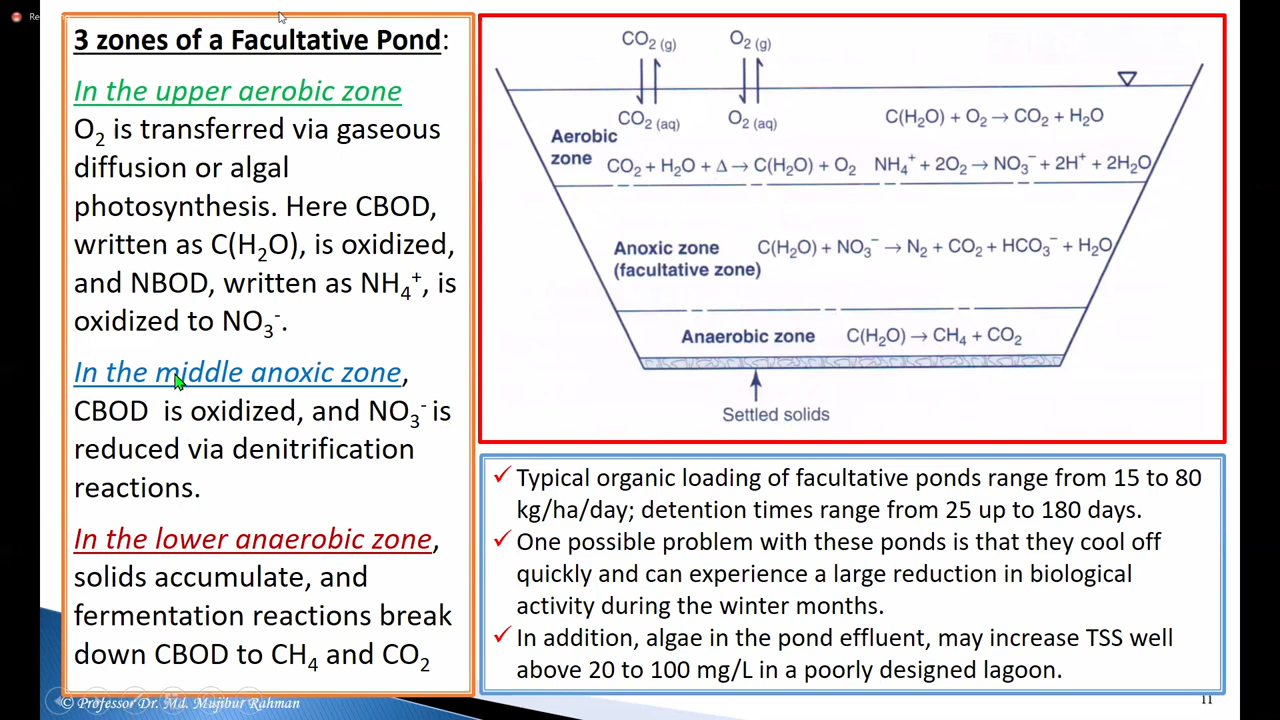 Re
3 zones of a Facultative Pond:
In the upper aerobic zone
O₂ is transferred via gaseous
diffusion or algal
photosynthesis. Here CBOD,
written as C(H₂O), is oxidized,
and NBOD, written as NH₄⁺, is
oxidized to NO₃⁻.
In the middle anoxic zone,
CBOD is oxidized, and NO₃⁻ is
reduced via denitrification
reactions.
In the lower anaerobic zone,
solids accumulate, and
fermentation reactions break
down CBOD to CH₄ and CO₂
CO₂ (g) O₂ (g)
CO₂ (aq) O₂ (aq) C(H₂O) + O₂ → CO₂ + H₂O
Aerobic
zone CO₂ + H₂O + Δ → C(H₂O) + O₂ NH₄⁺ + 2O₂ → NO₃⁻ + 2H⁺ + 2H₂O
Anoxic zone C(H₂O) + NO₃⁻ → N₂ + CO₂ + HCO₃⁻ + H₂O
(facultative zone)
Anaerobic zone C(H₂O) → CH₄ + CO₂
Settled solids
✓ Typical organic loading of facultative ponds range from 15 to 80
kg/ha/day; detention times range from 25 up to 180 days.
✓ One possible problem with these ponds is that they cool off
quickly and can experience a large reduction in biological
activity during the winter months.
✓ In addition, algae in the pond effluent, may increase TSS well
above 20 to 100 mg/L in a poorly designed lagoon.
© Professor Dr. Md. Mujibur Rahman
11